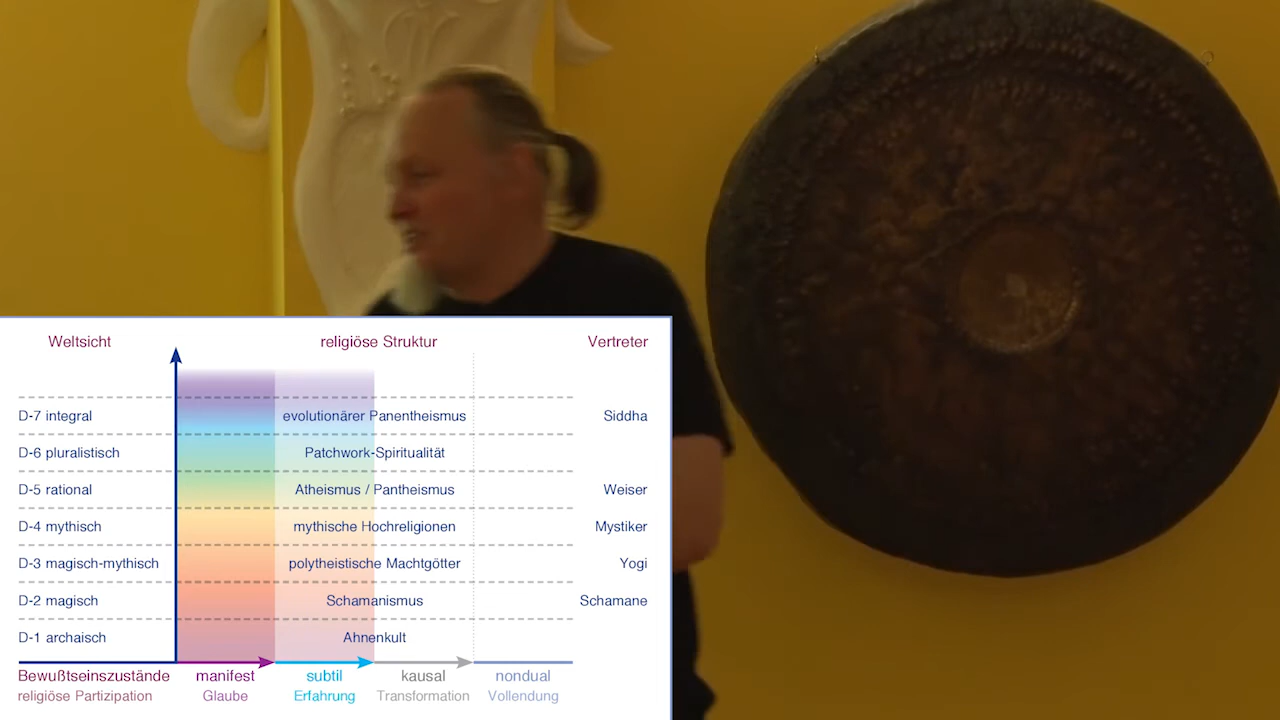 Weltsicht religiöse Struktur Vertreter
D-7 integral evolutionärer Panentheismus Siddha
D-6 pluralistisch Patchwork-Spiritualität
D-5 rational Atheismus / Pantheismus Weiser
D-4 mythisch mythische Hochreligionen Mystiker
D-3 magisch-mythisch polytheistische Machtgötter Yogi
D-2 magisch Schamanismus Schamane
D-1 archaisch Ahnenkult
Bewußtseinszustände manifest subtil kausal nondual
religiöse Partizipation Glaube Erfahrung Transformation Vollendung